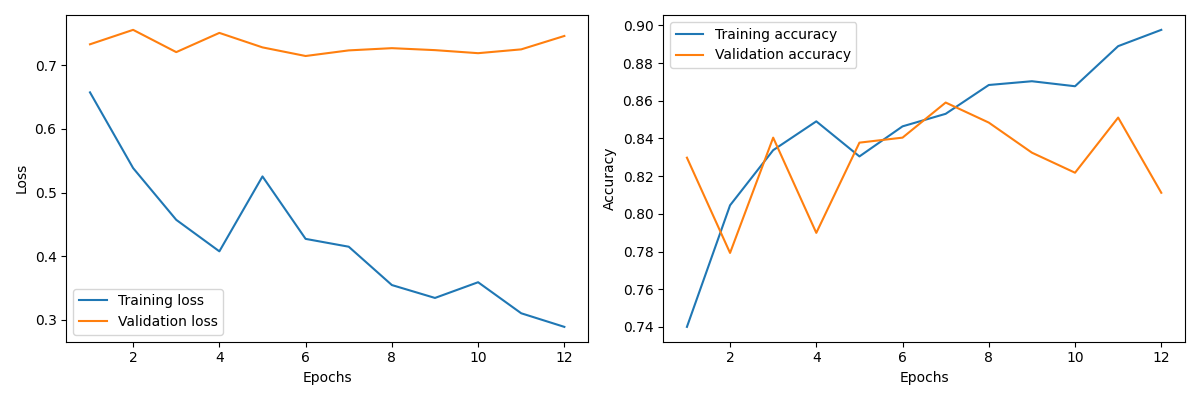 0.7
0.6
0.5
0.4
0.3
Loss
Training loss
Validation loss
2 4 6 8 10 12
Epochs
0.90
0.88
0.86
0.84
0.82
0.80
0.78
0.76
0.74
Accuracy
Training accuracy
Validation accuracy
2 4 6 8 10 12
Epochs